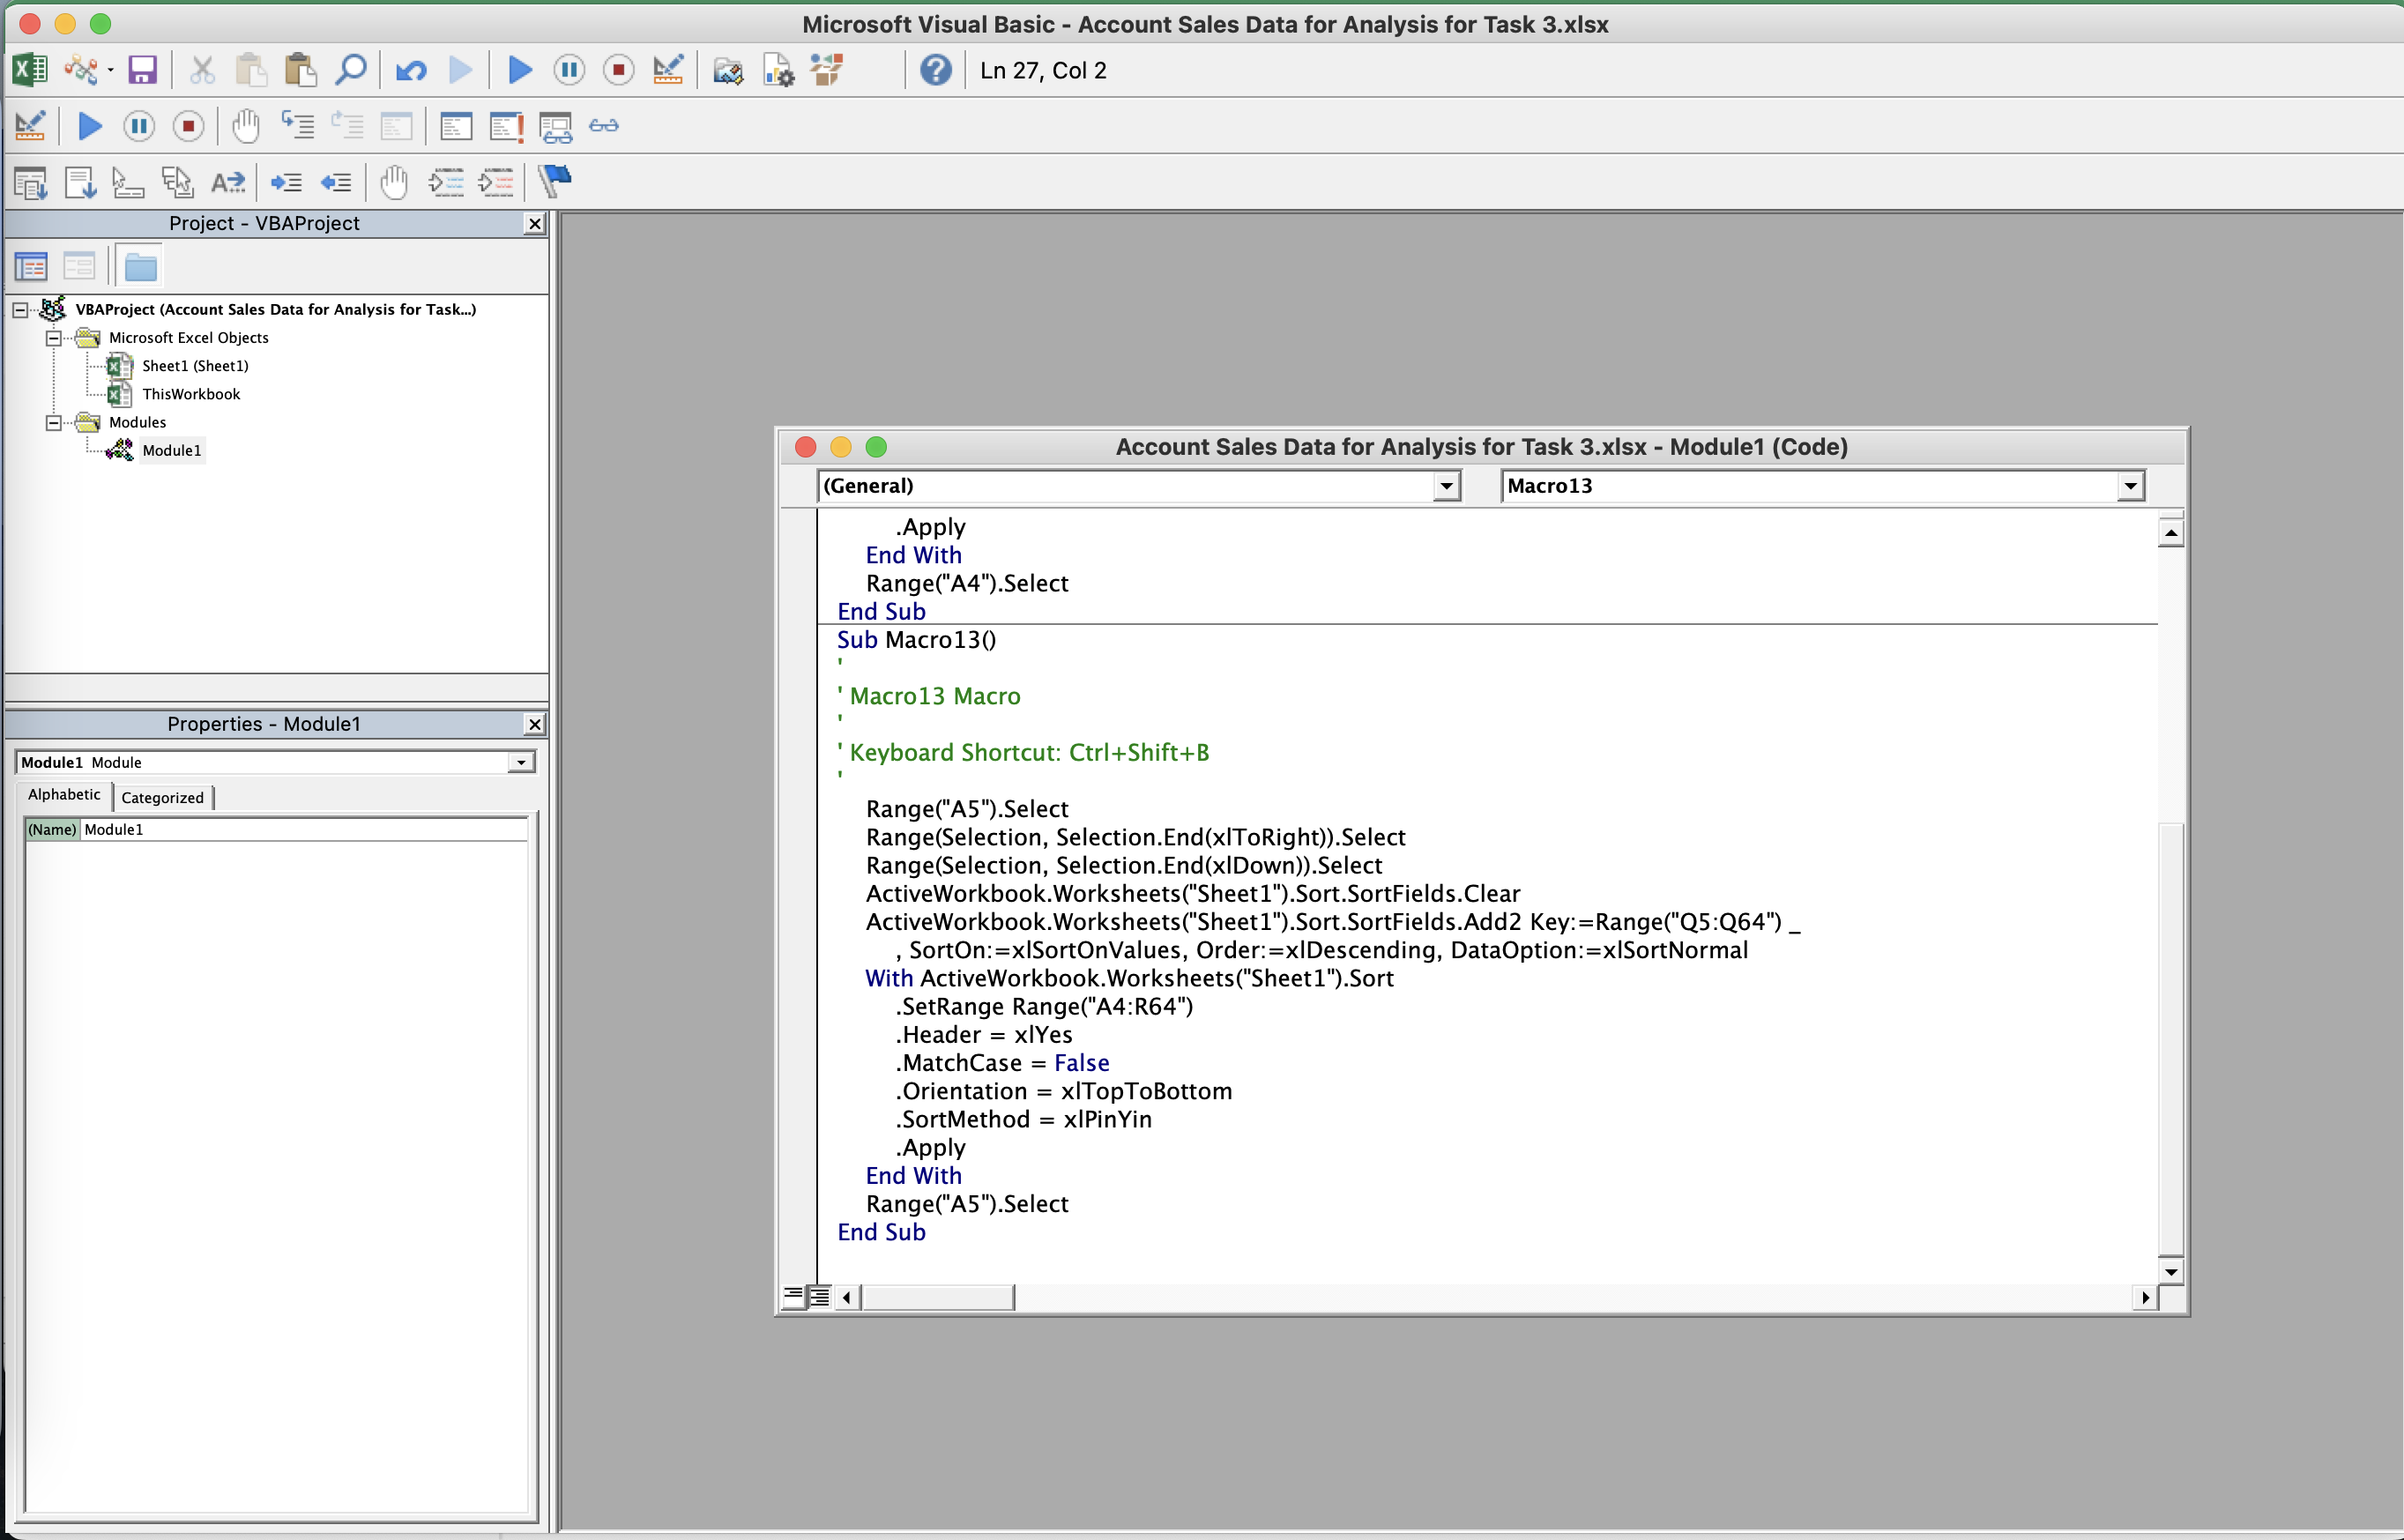 Microsoft Visual Basic - Account Sales Data for Analysis for Task 3.xlsx
Ln 27, Col 2
Project - VBAProject
VBAProject (Account Sales Data for Analysis for Task...)
Microsoft Excel Objects
Sheet1 (Sheet1)
ThisWorkbook
Modules
Module1
Properties - Module1
Module1 Module
Alphabetic Categorized
(Name) Module1
Account Sales Data for Analysis for Task 3.xlsx - Module1 (Code)
(General) Macro13
.Apply
End With
Range("A4").Select
End Sub
Sub Macro13()
'
' Macro13 Macro
'
' Keyboard Shortcut: Ctrl+Shift+B
'
Range("A5").Select
Range(Selection, Selection.End(xlToRight)).Select
Range(Selection, Selection.End(xlDown)).Select
ActiveWorkbook.Worksheets("Sheet1").Sort.SortFields.Clear
ActiveWorkbook.Worksheets("Sheet1").Sort.SortFields.Add2 Key:=Range("Q5:Q64") _
, SortOn:=xlSortOnValues, Order:=xlDescending, DataOption:=xlSortNormal
With ActiveWorkbook.Worksheets("Sheet1").Sort
.SetRange Range("A4:R64")
.Header = xlYes
.MatchCase = False
.Orientation = xlTopToBottom
.SortMethod = xlPinYin
.Apply
End With
Range("A5").Select
End Sub